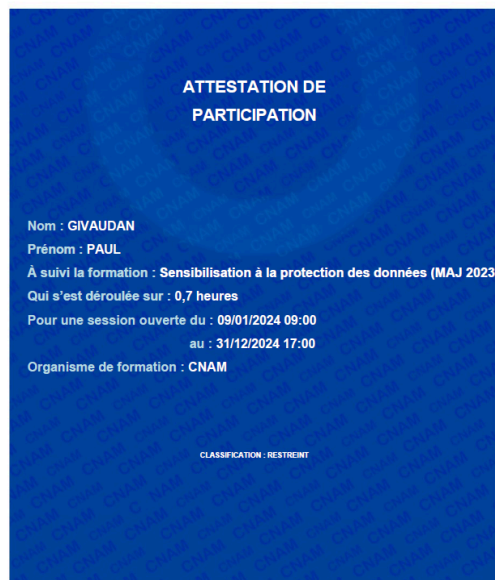 ATTESTATION DE
PARTICIPATION
Nom : GIVAUDAN
Prénom : PAUL
À suivi la formation : Sensibilisation à la protection des données (MAJ 2023
Qui s'est déroulée sur : 0,7 heures
Pour une session ouverte du : 09/01/2024 09:00
au : 31/12/2024 17:00
Organisme de formation : CNAM
CLASSIFICATION : RESTREINT